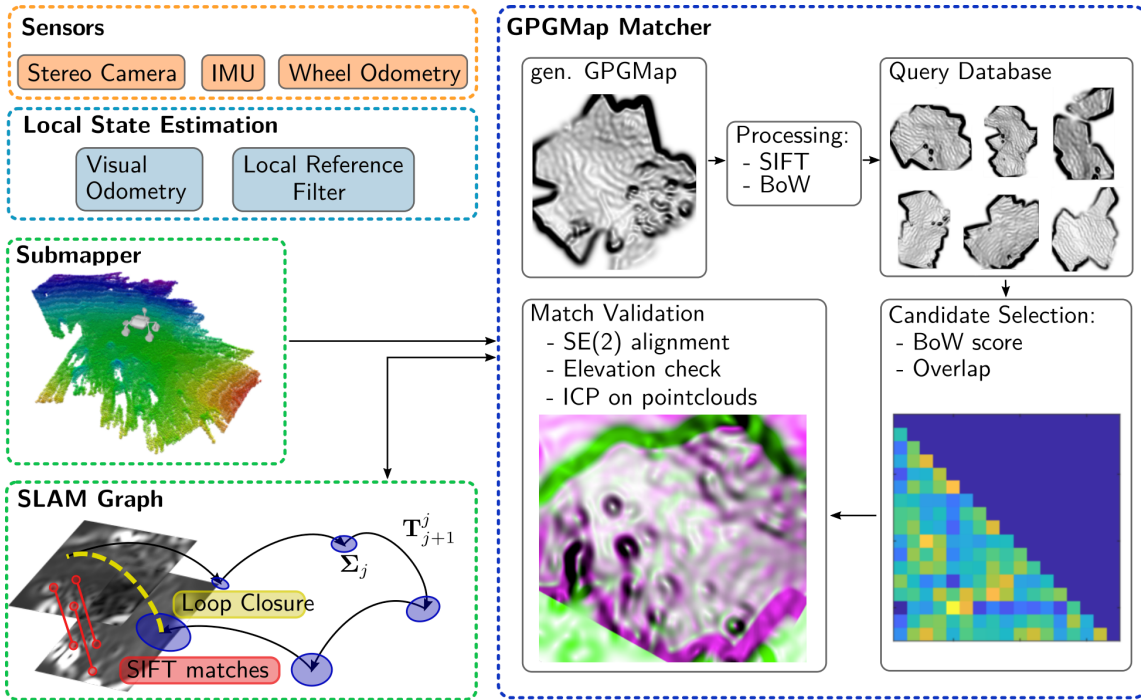 Sensors
Stereo Camera
IMU
Wheel Odometry
Local State Estimation
Visual
Odometry
Local Reference
Filter
Submapper
SLAM Graph
T^j_{j+1}
Σ_j
Loop Closure
SIFT matches
GPGMap Matcher
gen. GPGMap
Processing:
- SIFT
- BoW
Query Database
Candidate Selection:
- BoW score
- Overlap
Match Validation
- SE(2) alignment
- Elevation check
- ICP on pointclouds